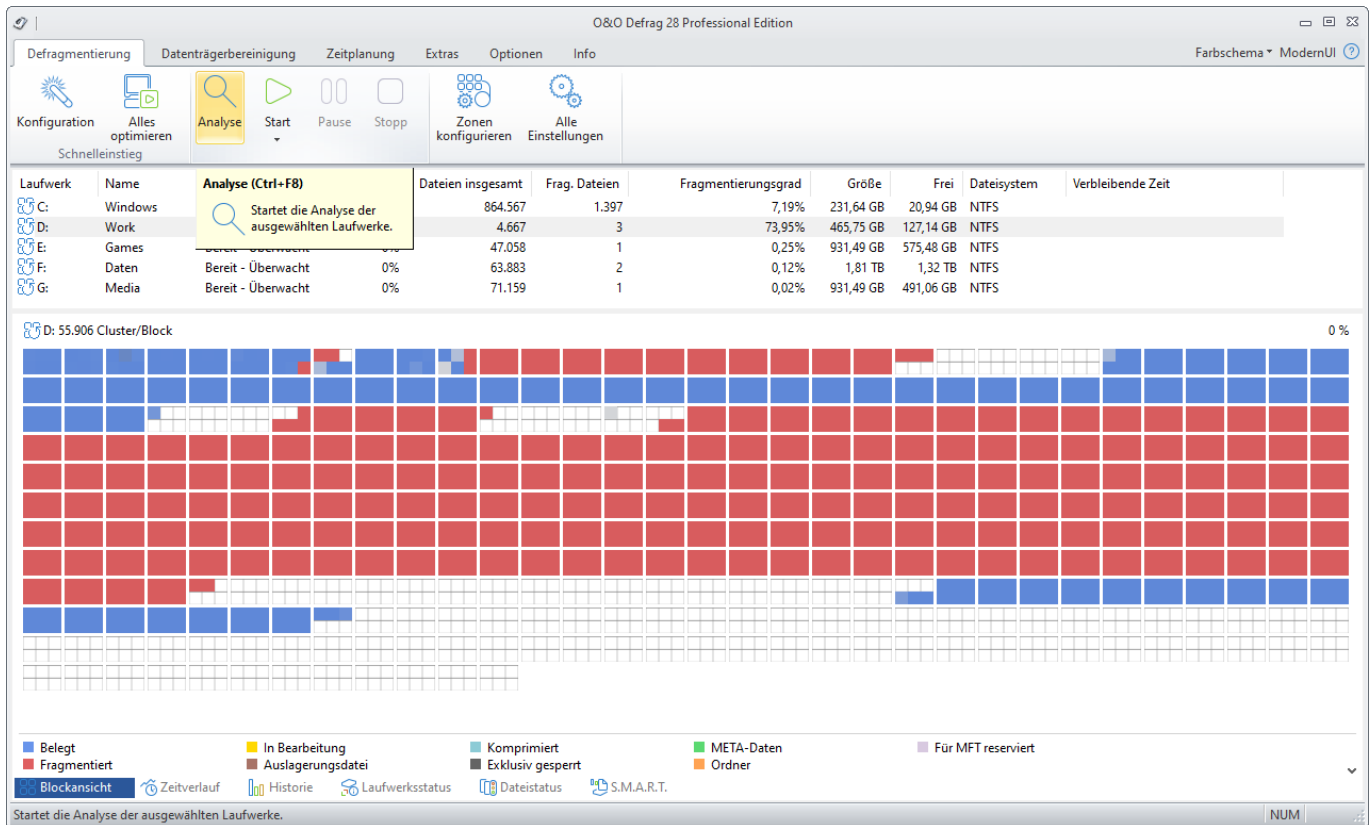 O&O Defrag 28 Professional Edition
Defragmentierung Datenträgerbereinigung Zeitplanung Extras Optionen Info Farbschema ModernUI ?
Konfiguration Alles optimieren Analyse Start Pause Stopp Zonen konfigurieren Alle Einstellungen
Schnelleinstieg
Laufwerk Name Dateien insgesamt Frag. Dateien Fragmentierungsgrad Größe Frei Dateisystem Verbleibende Zeit
Analyse (Ctrl+F8)
Startet die Analyse der
ausgewählten Laufwerke.
C: Windows 864.567 1.397 7,19% 231,64 GB 20,94 GB NTFS
D: Work 4.667 3 73,95% 465,75 GB 127,14 GB NTFS
E: Games 47.058 1 0,25% 931,49 GB 575,48 GB NTFS
F: Daten Bereit - Überwacht 0% 63.883 2 0,12% 1,81 TB 1,32 TB NTFS
G: Media Bereit - Überwacht 0% 71.159 1 0,02% 931,49 GB 491,06 GB NTFS
D: 55.906 Cluster/Block 0 %
Belegt In Bearbeitung Komprimiert META-Daten Für MFT reserviert
Fragmentiert Auslagerungsdatei Exklusiv gesperrt Ordner
Blockansicht Zeitverlauf Historie Laufwerksstatus Dateistatus S.M.A.R.T.
Startet die Analyse der ausgewählten Laufwerke. NUM